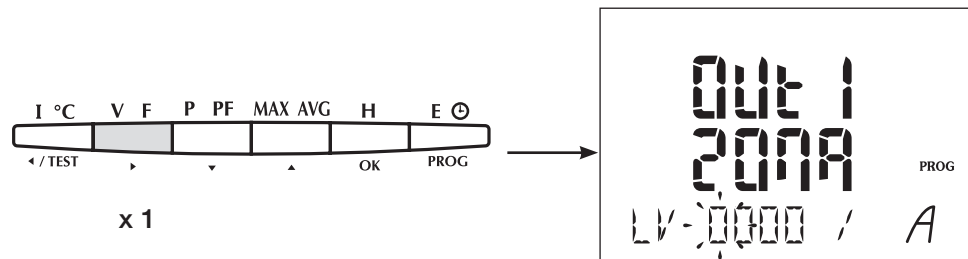 I °C V F P PF MAX AVG H E
◂ / TEST ▸ ▾ ▴ OK PROG
x 1
Out 1
20mA
PROG
LV 0000 / A